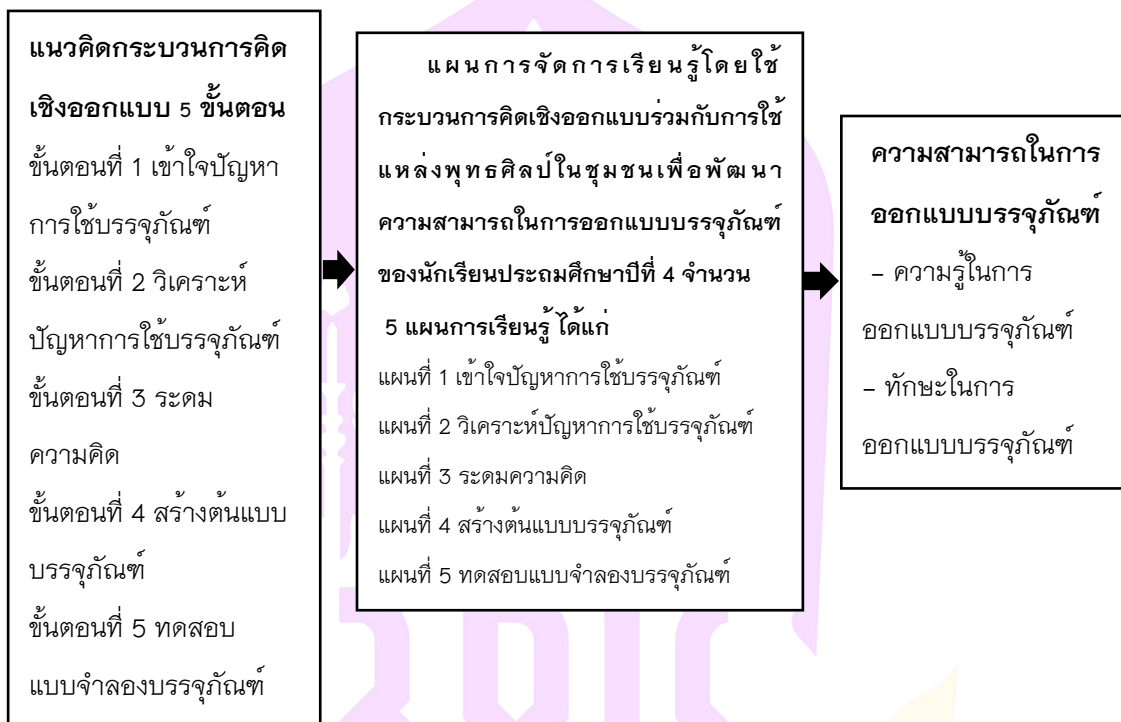 แนวคิดกระบวนการคิด
เชิงออกแบบ 5 ขั้นตอน
ขั้นตอนที่ 1 เข้าใจปัญหา
การใช้บรรจุภัณฑ์
ขั้นตอนที่ 2 วิเคราะห์
ปัญหาการใช้บรรจุภัณฑ์
ขั้นตอนที่ 3 ระดม
ความคิด
ขั้นตอนที่ 4 สร้างต้นแบบ
บรรจุภัณฑ์
ขั้นตอนที่ 5 ทดสอบ
แบบจำลองบรรจุภัณฑ์
แผนการจัดการเรียนรู้โดยใช้
กระบวนการคิดเชิงออกแบบร่วมกับการใช้
แหล่งพุทธศิลป์ในชุมชนเพื่อพัฒนา
ความสามารถในการออกแบบบรรจุภัณฑ์
ของนักเรียนประถมศึกษาปีที่ 4 จำนวน
5 แผนการเรียนรู้ ได้แก่
แผนที่ 1 เข้าใจปัญหาการใช้บรรจุภัณฑ์
แผนที่ 2 วิเคราะห์ปัญหาการใช้บรรจุภัณฑ์
แผนที่ 3 ระดมความคิด
แผนที่ 4 สร้างต้นแบบบรรจุภัณฑ์
แผนที่ 5 ทดสอบแบบจำลองบรรจุภัณฑ์
ความสามารถในการ
ออกแบบบรรจุภัณฑ์
– ความรู้ในการ
ออกแบบบรรจุภัณฑ์
– ทักษะในการ
ออกแบบบรรจุภัณฑ์